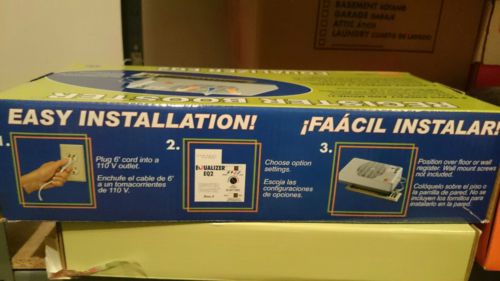 BASEMENT SÓTANO
GARAGE GARAJE
ATTIC ÁTICO
LAUNDRY CUARTO DE LAVADO
REGISTER BOOSTER
EASY INSTALLATION!
¡FAÁCIL INSTALAR!
1.
Plug 6' cord into a
110 V outlet.
Enchufe el cable de 6'
a un tomacorrientes
de 110 V.
2.
EQUALIZER
EQ2
Choose option
settings.
Escoja las
configuraciones
de opciones.
3.
Position over floor or wall
register. Wall mount screws
not included.
Colóquelo sobre el piso o
la parrilla de pared. No se
incluyen los tornillos para
instalarlo en la pared.